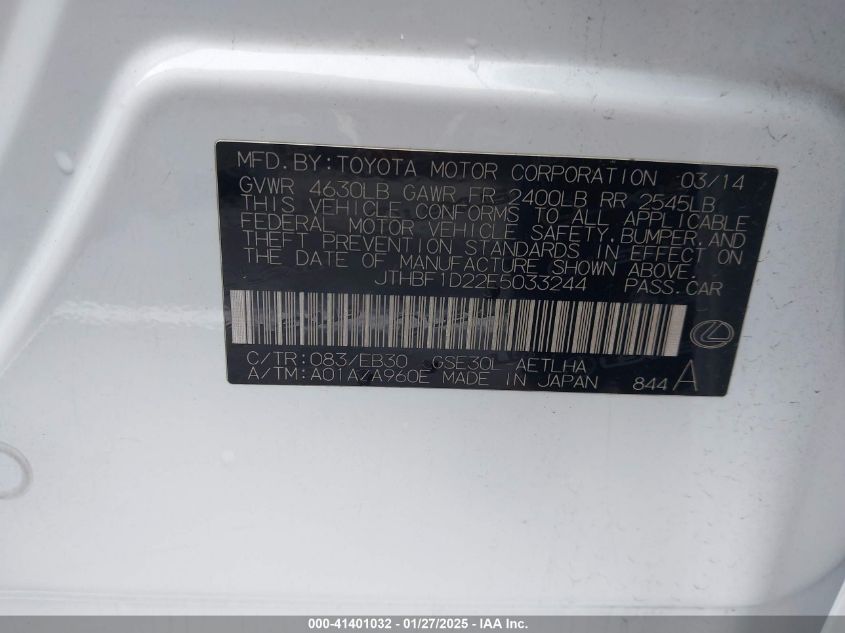 MFD. BY: TOYOTA MOTOR CORPORATION 03/14
GVWR 4630LB GAWR FR 2400LB RR 2545LB
THIS VEHICLE CONFORMS TO ALL APPLICABLE
FEDERAL MOTOR VEHICLE SAFETY, BUMPER, AND
THEFT PREVENTION STANDARDS IN EFFECT ON
THE DATE OF MANUFACTURE SHOWN ABOVE.
JTHBF1D22E5033244 PASS. CAR
C/TR: 083/EB30 GSE30L-AETLHA
A/TM: A01A/A960E MADE IN JAPAN 844 A
000-41401032 - 01/27/2025 - IAA Inc.